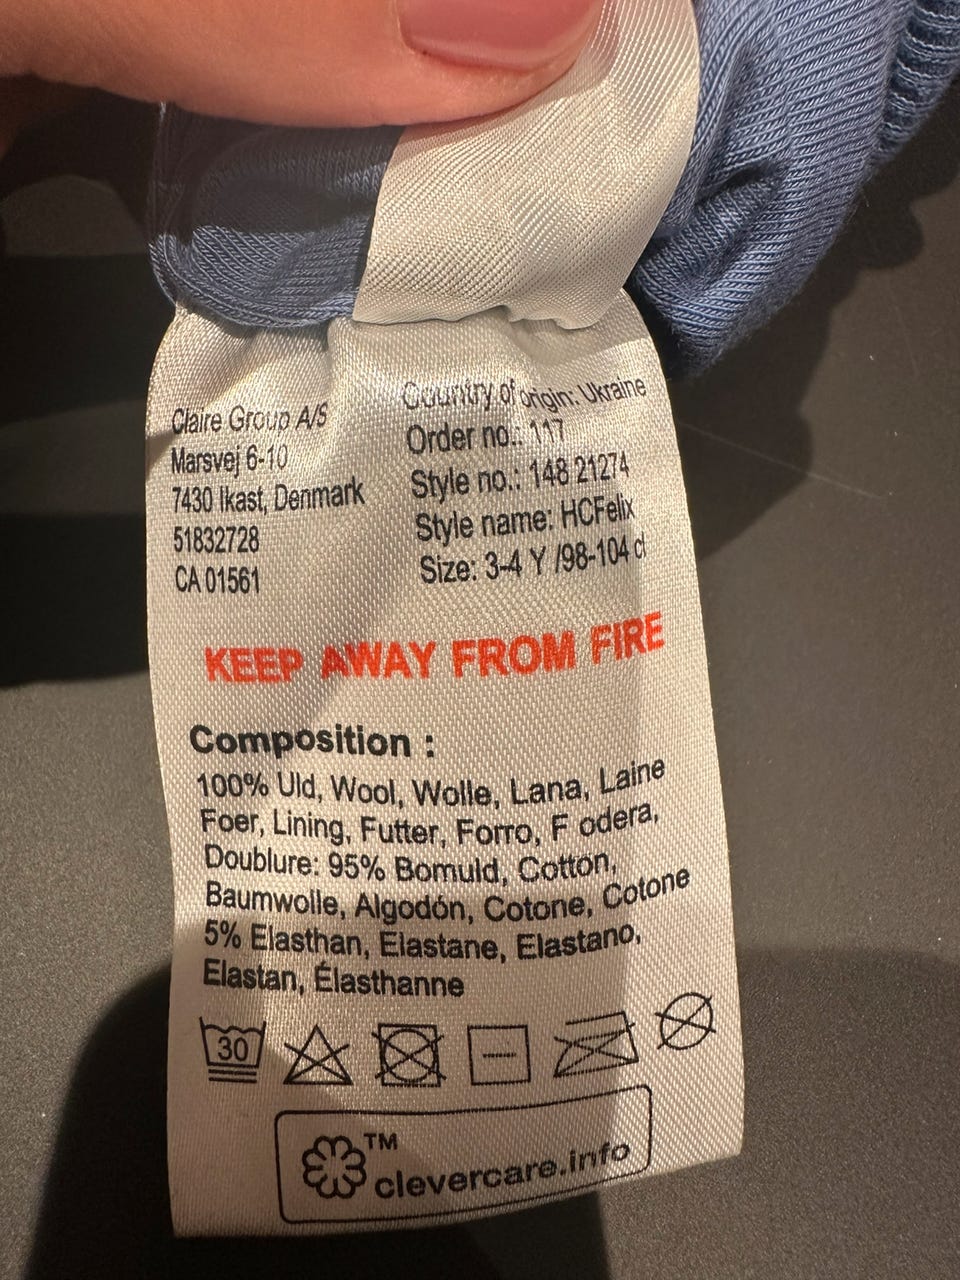 Claire Group A/S
Marsvej 6-10
7430 Ikast, Denmark
51832728
CA 01561
Country of origin: Ukraine
Order no.: 117
Style no.: 148 21274
Style name: HCFelix
Size: 3-4 Y /98-104 c
KEEP AWAY FROM FIRE
Composition :
100% Uld, Wool, Wolle, Lana, Laine
Foer, Lining, Futter, Forro, F odera,
Doublure: 95% Bomuld, Cotton,
Baumwolle, Algodón, Cotone, Cotone
5% Elasthan, Elastane, Elastano,
Elastan, Élasthanne
30
TM
clevercare.info